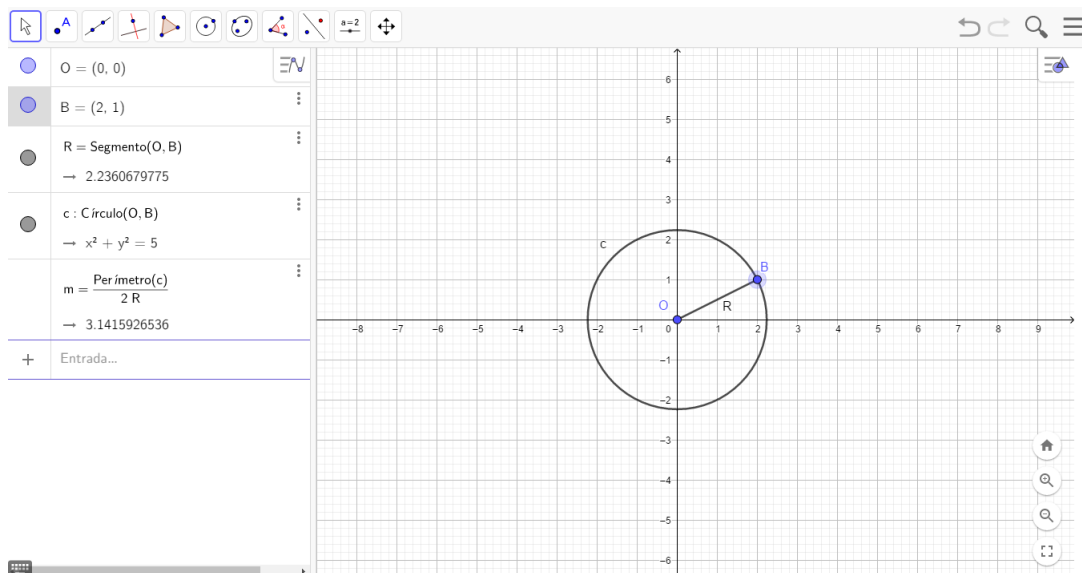 A
a = 2
O = (0, 0)
B = (2, 1)
R = Segmento(O, B)
→ 2.2360679775
c : Círculo(O, B)
→ x² + y² = 5
m = Perímetro(c) / 2 R
→ 3.1415926536
+ Entrada...
6
5
4
3
c
2
B
1
O
R
−8 −7 −6 −5 −4 −3 −2 −1 0 1 2 3 4 5 6 7 8 9
−1
−2
−3
−4
−5
−6